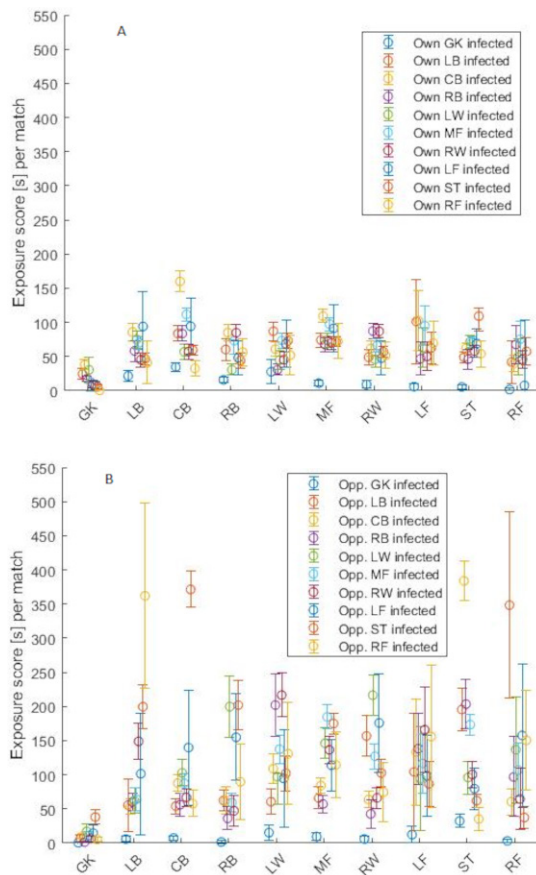 A
550
500
450
400
350
300
250
200
150
100
50
0
Exposure score [s] per match
Own GK infected
Own LB infected
Own CB infected
Own RB infected
Own LW infected
Own MF infected
Own RW infected
Own LF infected
Own ST infected
Own RF infected
GK LB CB RB LW MF RW LF ST RF
B
550
500
450
400
350
300
250
200
150
100
50
0
Exposure score [s] per match
Opp. GK infected
Opp. LB infected
Opp. CB infected
Opp. RB infected
Opp. LW infected
Opp. MF infected
Opp. RW infected
Opp. LF infected
Opp. ST infected
Opp. RF infected
GK LB CB RB LW MF RW LF ST RF